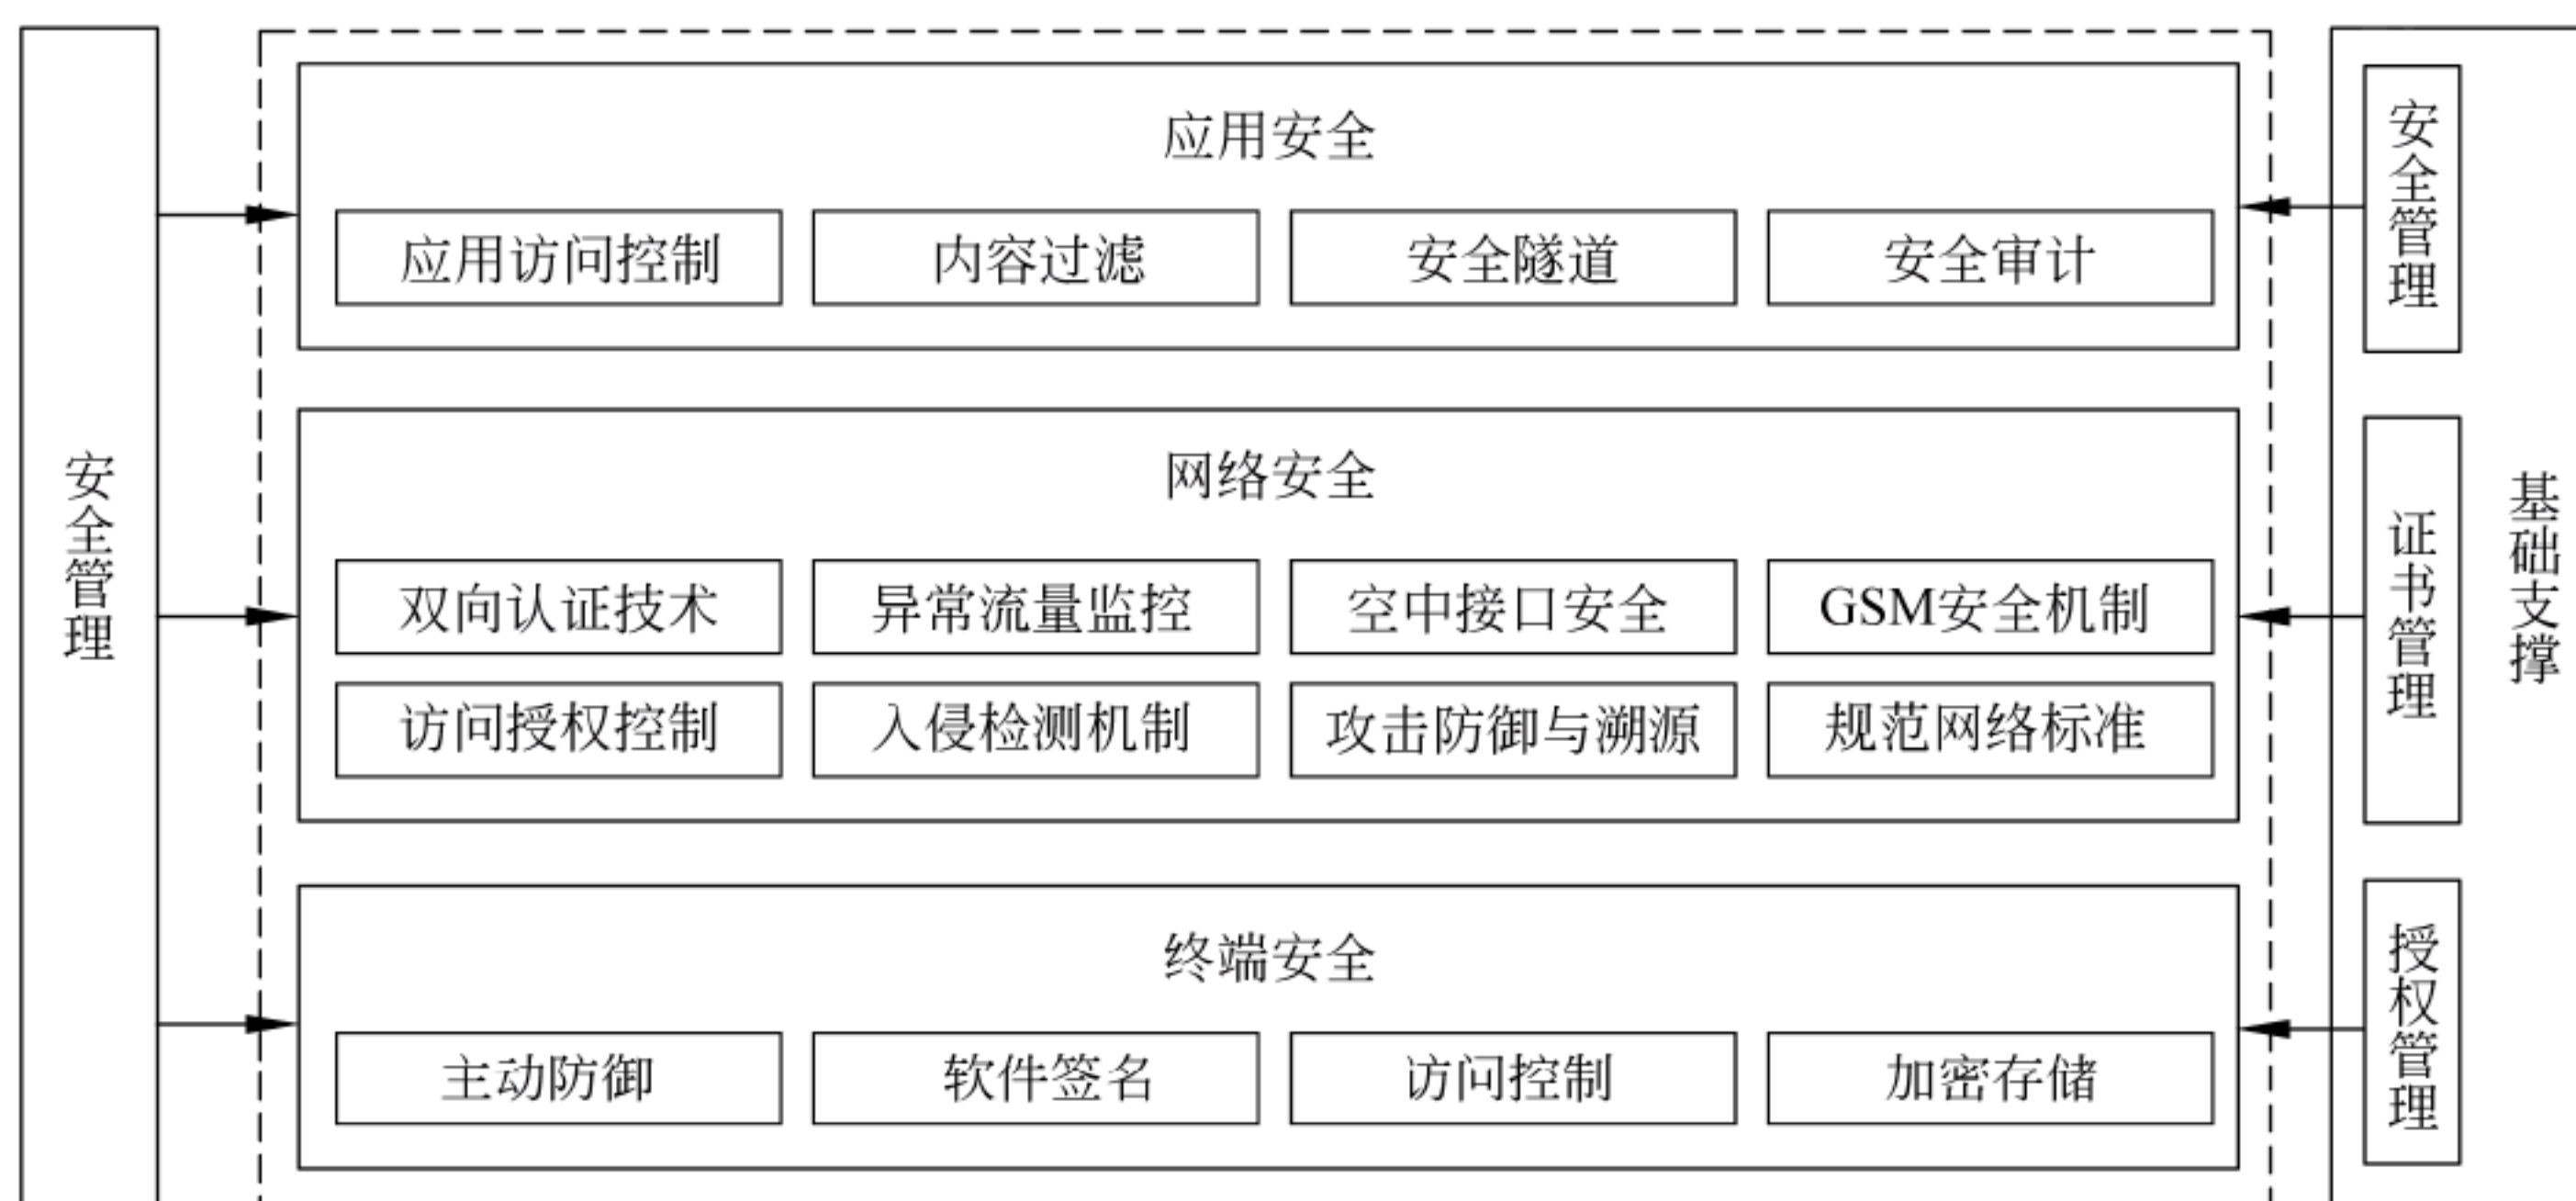 安全管理
应用安全
应用访问控制
内容过滤
安全隧道
安全审计
网络安全
双向认证技术
异常流量监控
空中接口安全
GSM安全机制
访问授权控制
入侵检测机制
攻击防御与溯源
规范网络标准
终端安全
主动防御
软件签名
访问控制
加密存储
安全管理
证书管理
授权管理
基础支撑